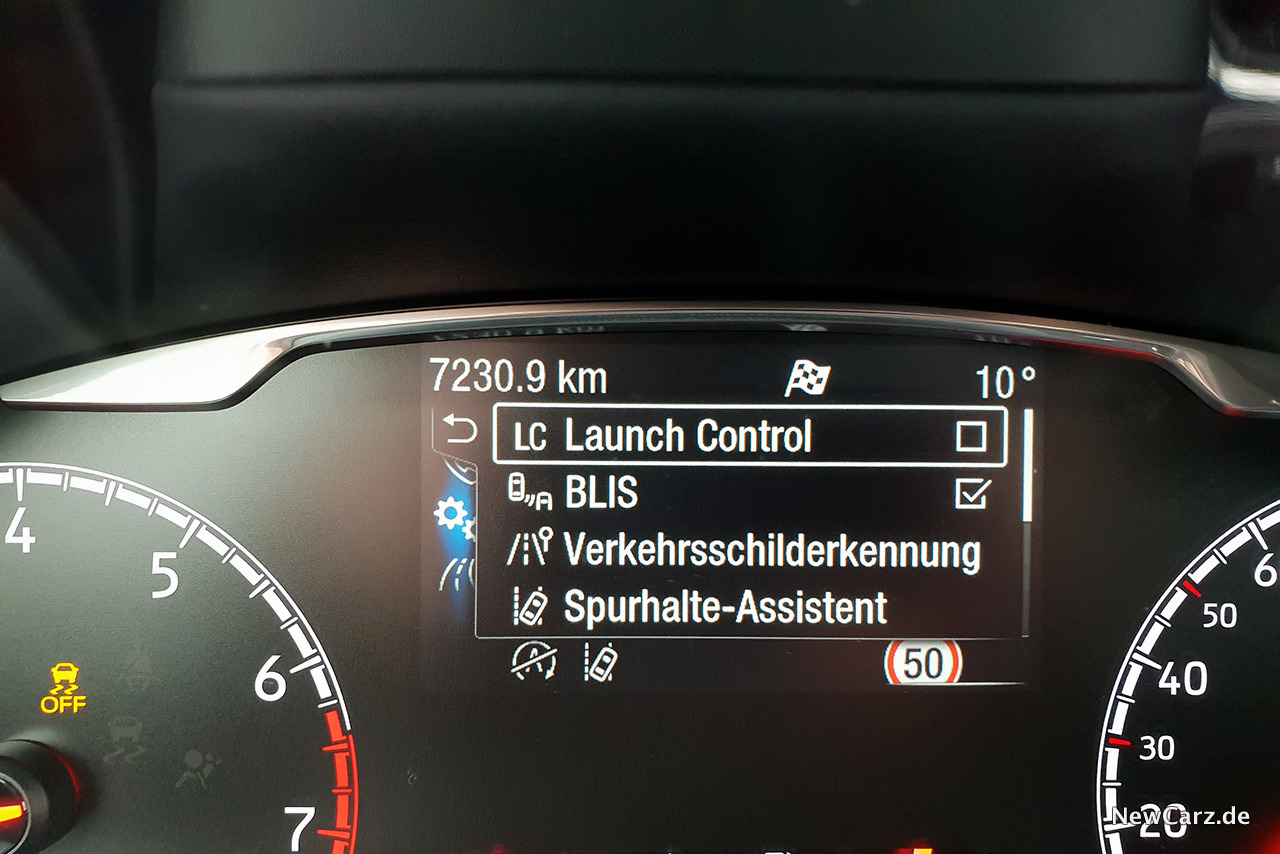 7230.9 km 10°
LC Launch Control
BLIS
Verkehrsschilderkennung
Spurhalte-Assistent
50
4
5
6
7
OFF
60
50
40
30
20
NewCarz.de